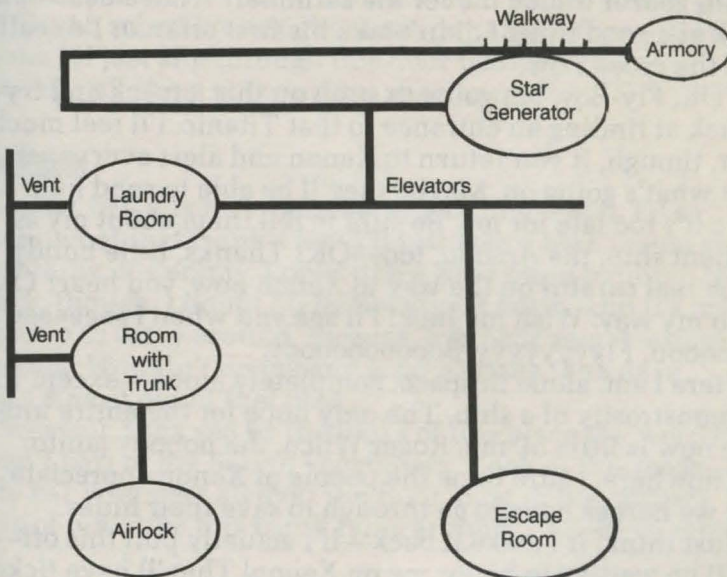 Walkway
Armory
Star
Generator
Vent
Laundry
Room
Elevators
Vent
Room
with
Trunk
Airlock
Escape
Room